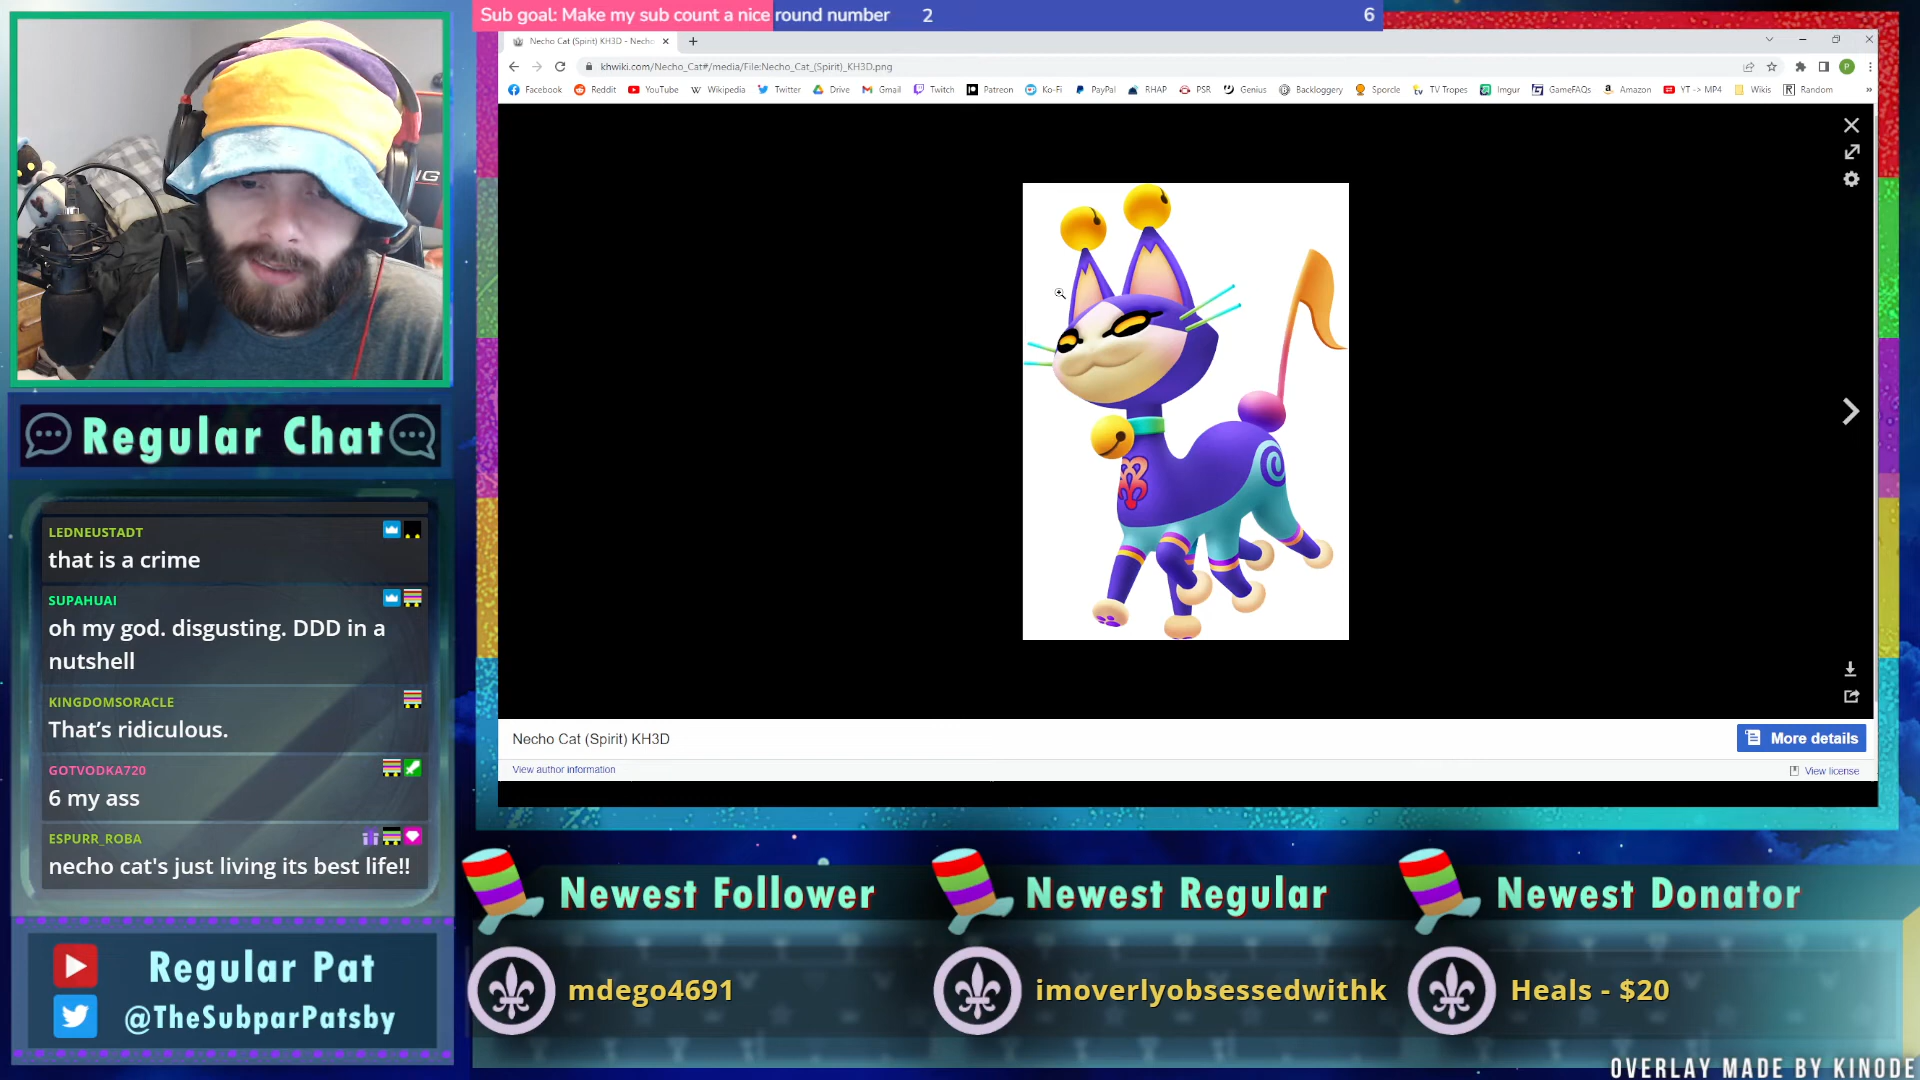 Sub goal: Make my sub count a nice round number 2 6
Necho Cat (Spirit) KH3D - Necho
khwiki.com/Necho_Cat#/media/File:Necho_Cat_(Spirit)_KH3D.png
Facebook Reddit YouTube Wikipedia Twitter Drive Gmail Twitch Patreon Ko-Fi PayPal RHAP PSR Genius Backloggery Sporcle TV Tropes Imgur GameFAQs Amazon YT -> MP4 Wikis Random
Regular Chat
LEDNEUSTADT
that is a crime
SUPAHUAI
oh my god. disgusting. DDD in a
nutshell
KINGDOMSORACLE
That's ridiculous.
GOTVODKA720
6 my ass
ESPURR_ROBA
necho cat's just living its best life!!
Necho Cat (Spirit) KH3D
More details
View author information
View license
Regular Pat
@TheSubparPatsby
Newest Follower
mdego4691
Newest Regular
imoverlyobsessedwithk
Newest Donator
Heals - $20
OVERLAY MADE BY KINODE